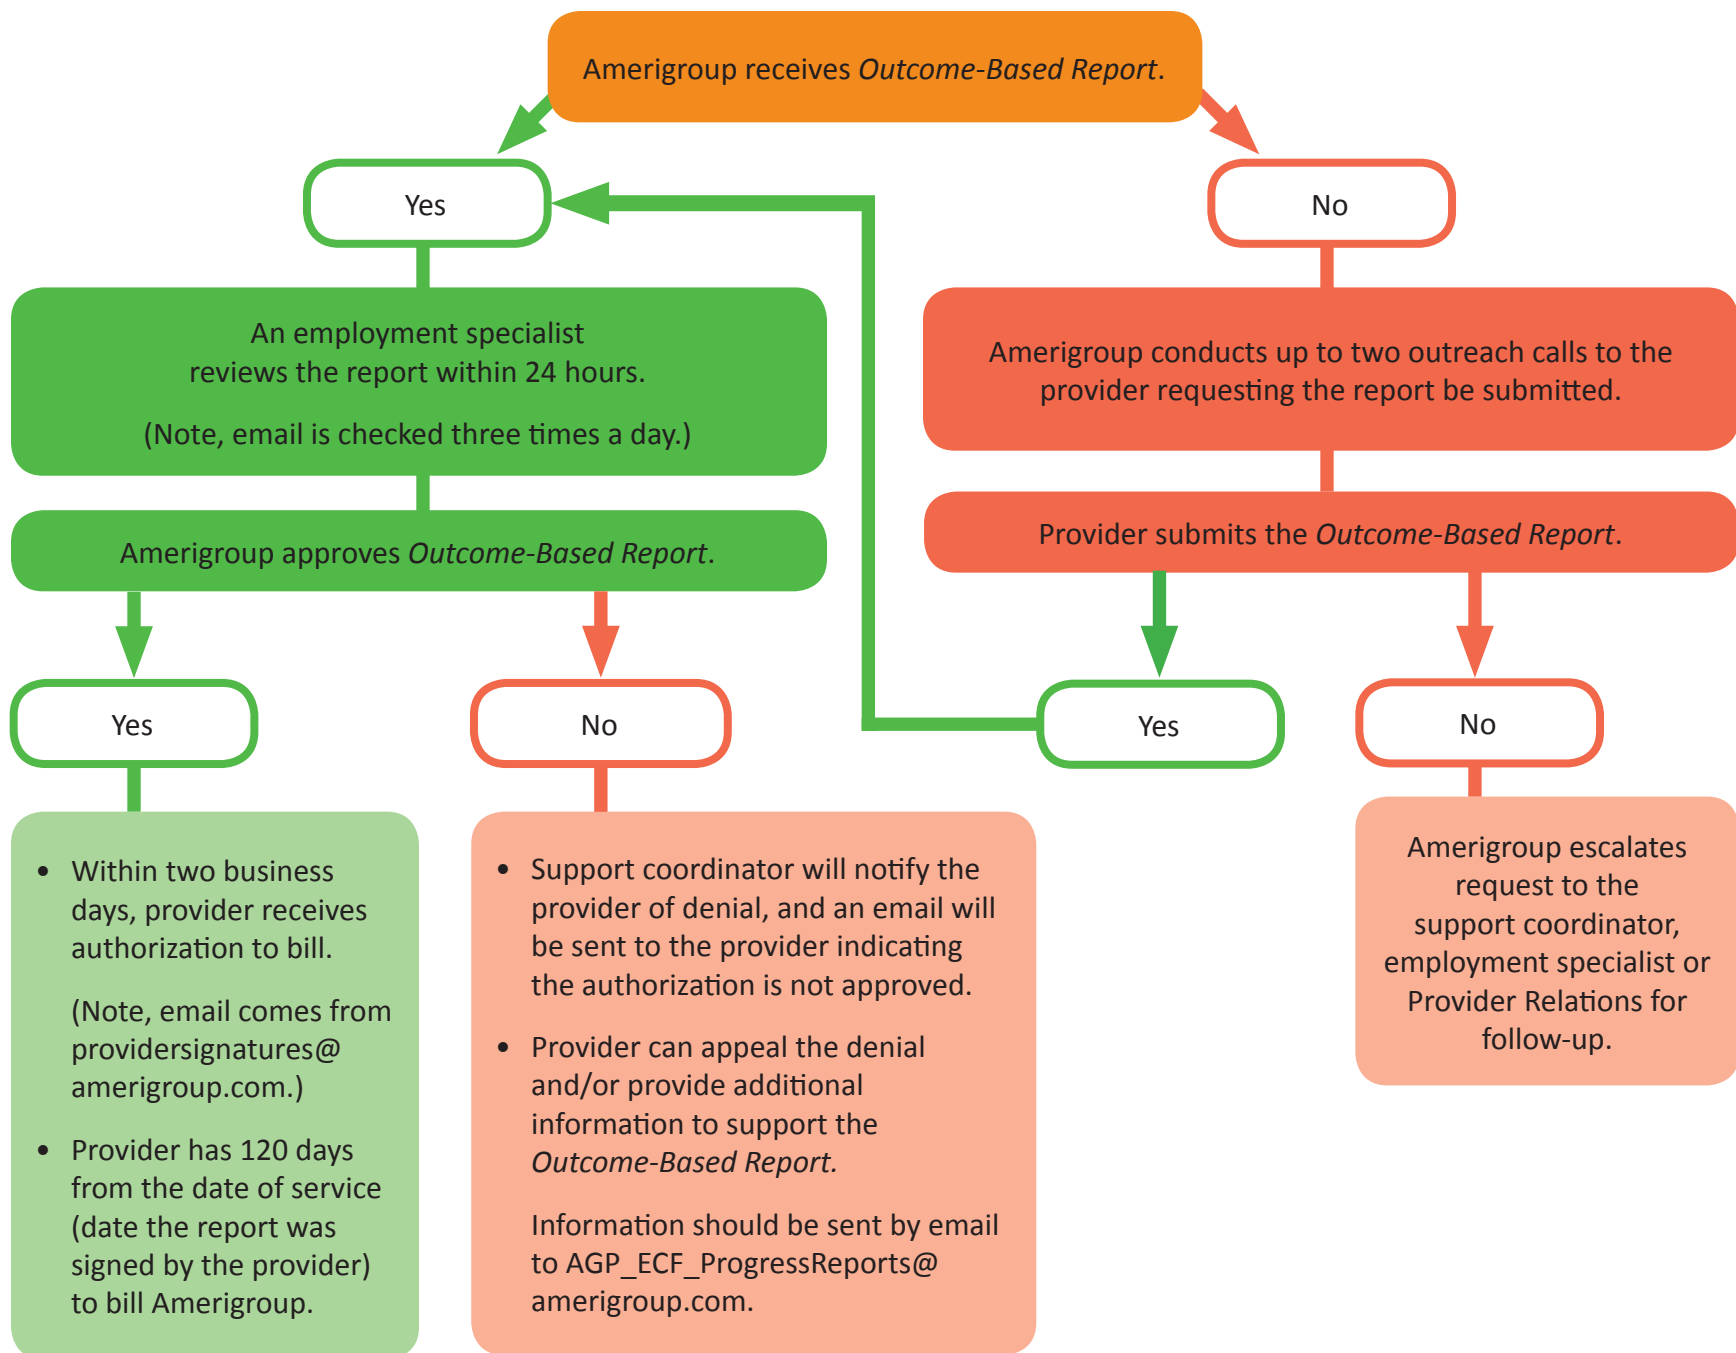 Amerigroup receives Outcome-Based Report.
Yes
No
An employment specialist
reviews the report within 24 hours.
(Note, email is checked three times a day.)
Amerigroup conducts up to two outreach calls to the
provider requesting the report be submitted.
Amerigroup approves Outcome-Based Report.
Provider submits the Outcome-Based Report.
Yes
No
Yes
No
• Within two business
days, provider receives
authorization to bill.
(Note, email comes from
providersignatures@
amerigroup.com.)
• Provider has 120 days
from the date of service
(date the report was
signed by the provider)
to bill Amerigroup.
• Support coordinator will notify the
provider of denial, and an email will
be sent to the provider indicating
the authorization is not approved.
• Provider can appeal the denial
and/or provide additional
information to support the
Outcome-Based Report.
Information should be sent by email
to AGP_ECF_ProgressReports@
amerigroup.com.
Amerigroup escalates
request to the
support coordinator,
employment specialist or
Provider Relations for
follow-up.